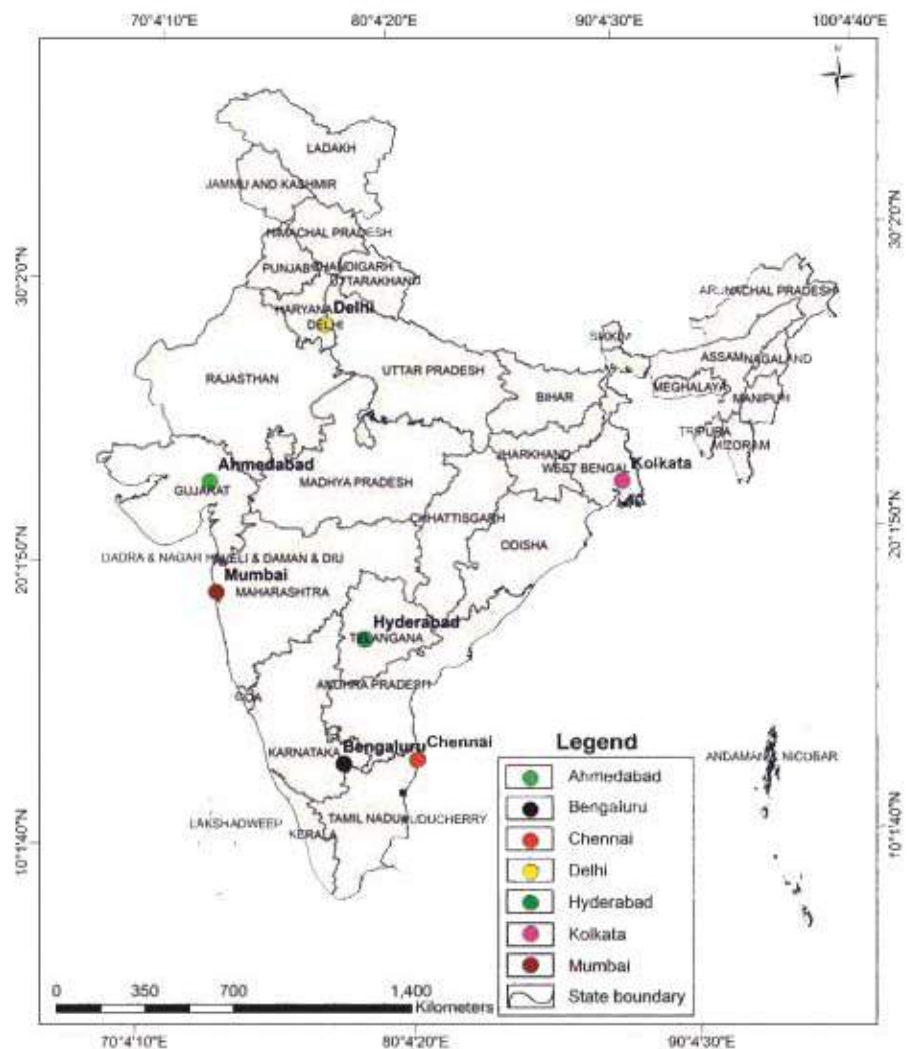 70°4'10"E 80°4'20"E 90°4'30"E 100°4'40"E
N
LADAKH
JAMMU AND KASHMIR
30°2'0"N
HIMACHAL PRADESH
PUNJAB CHANDIGARH
30°2'0"N
UTTARAKHAND
ARUNACHAL PRADESH
HARYANA Delhi
DELHI
SIKKIM
ASSAM NAGALAND
RAJASTHAN UTTAR PRADESH
MEGHALAYA
BIHAR MANIPUR
TRIPURA
MIZORAM
JHARKHAND
Ahmedabad WEST BENGAL Kolkata
GUJARAT MADHYA PRADESH
CHHATTISGARH
20°1'50"N
ODISHA
20°1'50"N
DADRA & NAGAR HAVELI & DAMAN & DIU
Mumbai
MAHARASHTRA
Hyderabad
TELANGANA
ANDHRA PRADESH
GOA
KARNATAKA Bengaluru Chennai
ANDAMAN NICOBAR
LAKSHADWEEP TAMIL NADU PUDUCHERRY
KERALA
10°1'40"N
10°1'40"N
Legend
Ahmedabad
Bengaluru
Chennai
Delhi
Hyderabad
Kolkata
Mumbai
State boundary
0 350 700 1,400
Kilometers
70°4'10"E 80°4'20"E 90°4'30"E